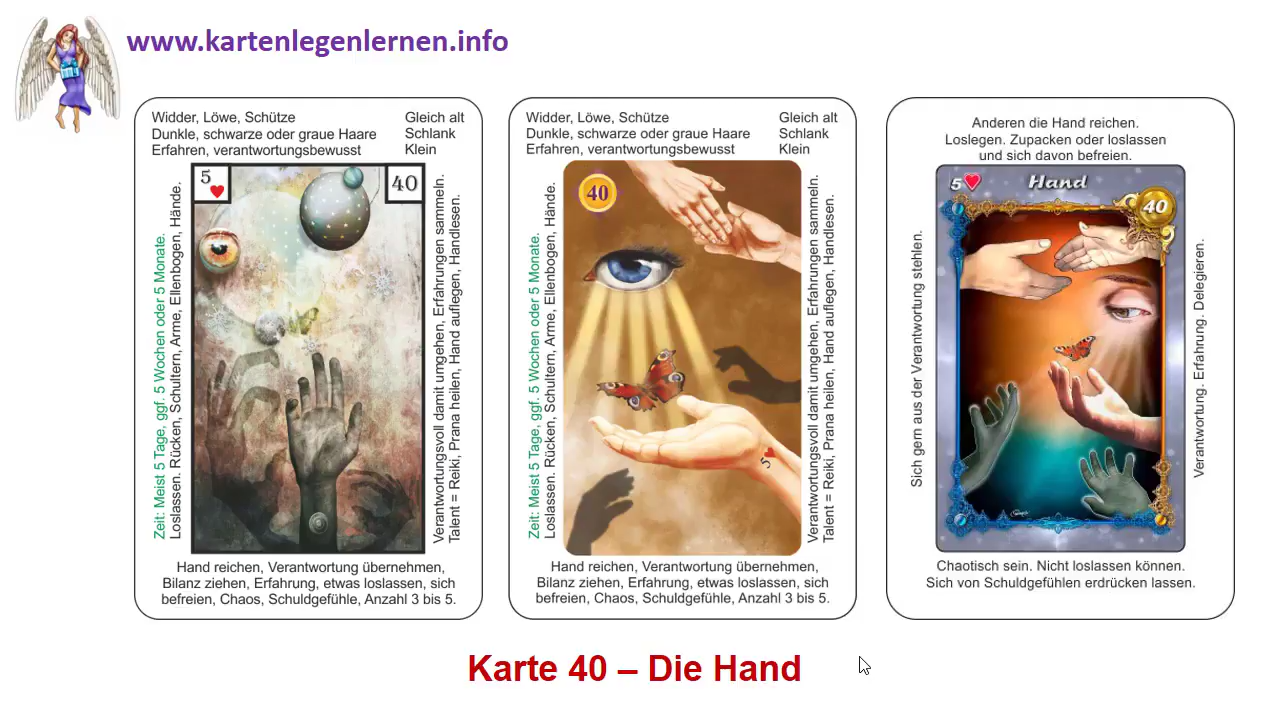 www.kartenlegenlernen.info
Widder, Löwe, Schütze
Dunkle, schwarze oder graue Haare
Erfahren, verantwortungsbewusst
Gleich alt
Schlank
Klein
Zeit: Meist 5 Tage, ggf. 5 Wochen oder 5 Monate.
Loslassen. Rücken, Schultern, Arme, Ellenbogen, Hände.
5
40
Verantwortungsvoll damit umgehen, Erfahrungen sammeln.
Talent = Reiki, Prana heilen, Hand auflegen, Handlesen.
Hand reichen, Verantwortung übernehmen,
Bilanz ziehen, Erfahrung, etwas loslassen, sich
befreien, Chaos, Schuldgefühle, Anzahl 3 bis 5.
Widder, Löwe, Schütze
Dunkle, schwarze oder graue Haare
Erfahren, verantwortungsbewusst
Gleich alt
Schlank
Klein
Zeit: Meist 5 Tage, ggf. 5 Wochen oder 5 Monate.
Loslassen. Rücken, Schultern, Arme, Ellenbogen, Hände.
40
5
Verantwortungsvoll damit umgehen, Erfahrungen sammeln.
Talent = Reiki, Prana heilen, Hand auflegen, Handlesen.
Hand reichen, Verantwortung übernehmen,
Bilanz ziehen, Erfahrung, etwas loslassen, sich
befreien, Chaos, Schuldgefühle, Anzahl 3 bis 5.
Anderen die Hand reichen.
Loslegen. Zupacken oder loslassen
und sich davon befreien.
Sich gern aus der Verantwortung stehlen.
5 Hand
40
Verantwortung. Erfahrung. Delegieren.
Chaotisch sein. Nicht loslassen können.
Sich von Schuldgefühlen erdrücken lassen.
Karte 40 – Die Hand